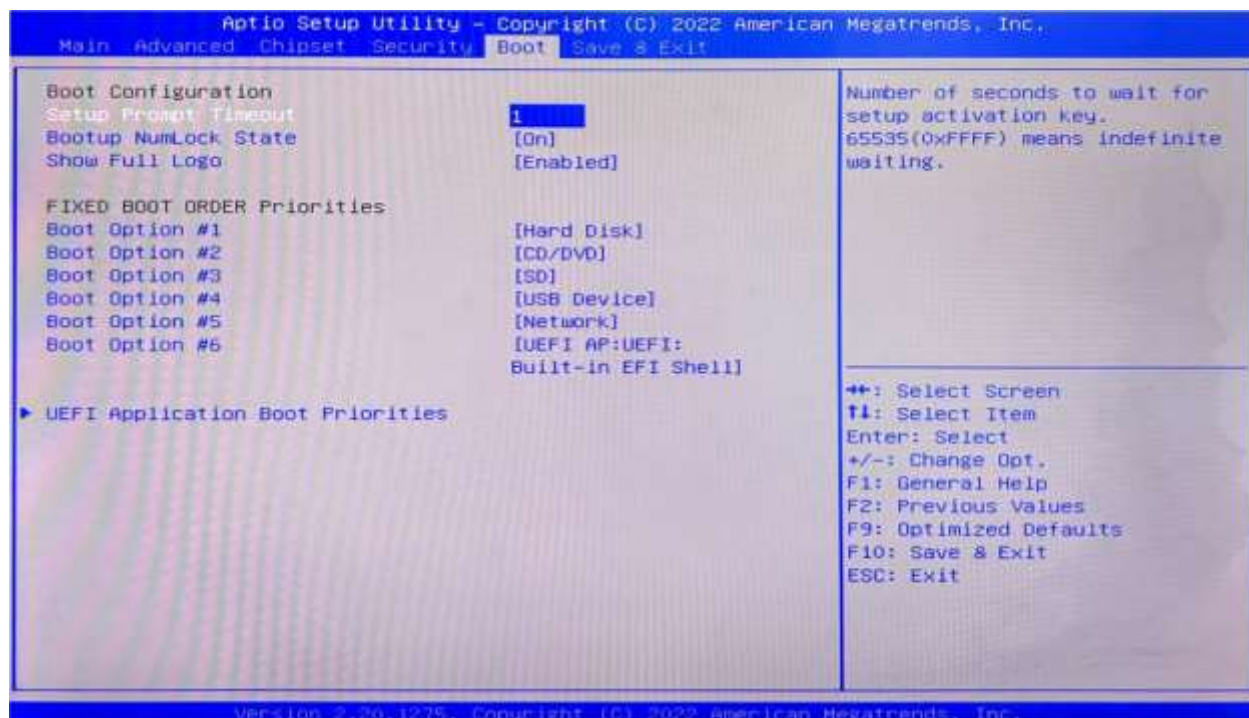 Aptio Setup Utility – Copyright (C) 2022 American Megatrends, Inc.
Main Advanced Chipset Security Boot Save & Exit
Boot Configuration
Setup Prompt Timeout 1
Bootup NumLock State [On]
Show Full Logo [Enabled]
FIXED BOOT ORDER Priorities
Boot Option #1 [Hard Disk]
Boot Option #2 [CD/DVD]
Boot Option #3 [SD]
Boot Option #4 [USB Device]
Boot Option #5 [Network]
Boot Option #6 [UEFI AP:UEFI:
Built-in EFI Shell]
UEFI Application Boot Priorities
Number of seconds to wait for
setup activation key.
65535(0xFFFF) means indefinite
waiting.
→←: Select Screen
↑↓: Select Item
Enter: Select
+/-: Change Opt.
F1: General Help
F2: Previous Values
F9: Optimized Defaults
F10: Save & Exit
ESC: Exit
Version 2.20.1275. Copyright (C) 2022 American Megatrends, Inc.